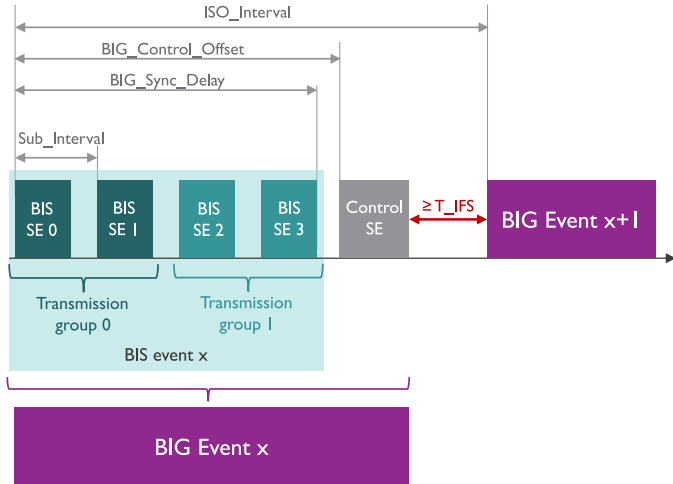 ISO_Interval
BIG_Control_Offset
BIG_Sync_Delay
Sub_Interval
BIS
SE 0
BIS
SE 1
BIS
SE 2
BIS
SE 3
Control
SE
≥ T_IFS
BIG Event x+1
Transmission
group 0
Transmission
group 1
BIS event x
BIG Event x